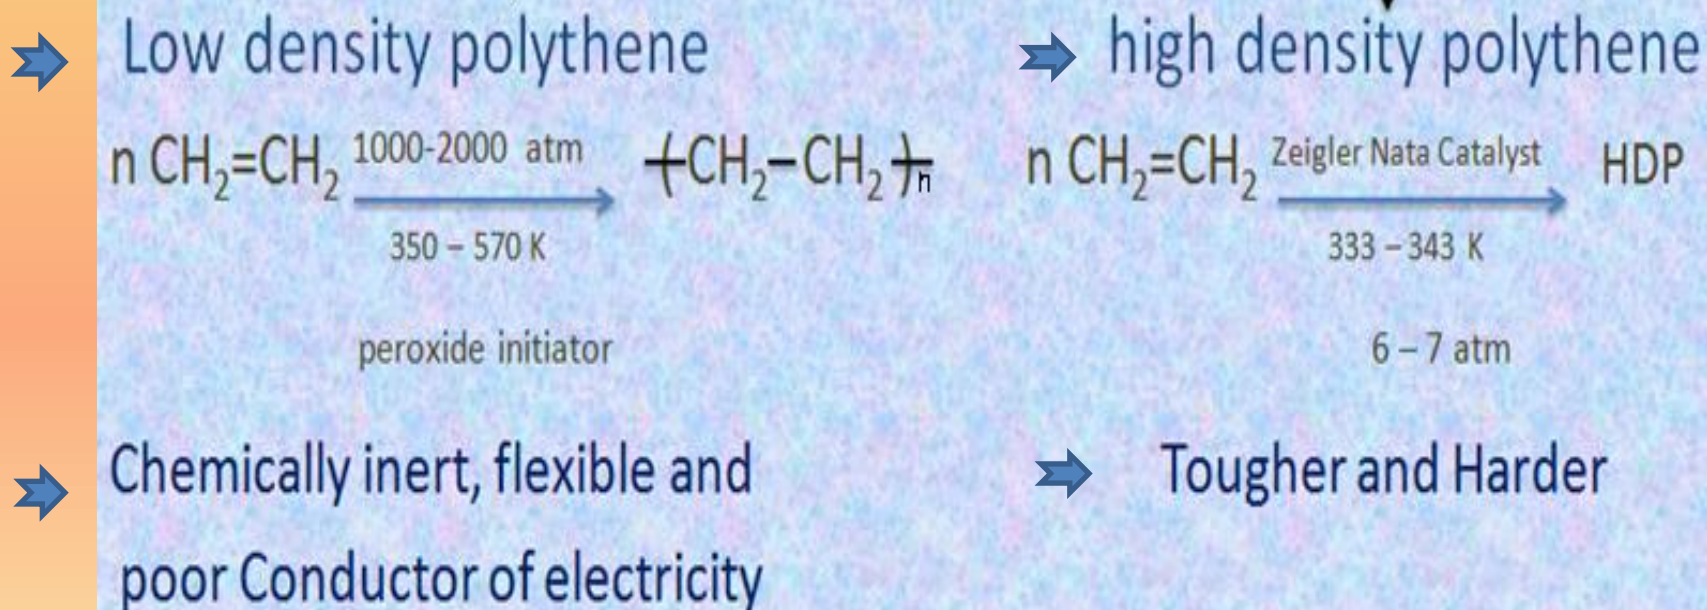 Low density polythene
n CH₂=CH₂ 1000-2000 atm (CH₂–CH₂)n
350 – 570 K
peroxide initiator
Chemically inert, flexible and
poor Conductor of electricity
high density polythene
n CH₂=CH₂ Zeigler Nata Catalyst HDP
333 – 343 K
6 – 7 atm
Tougher and Harder